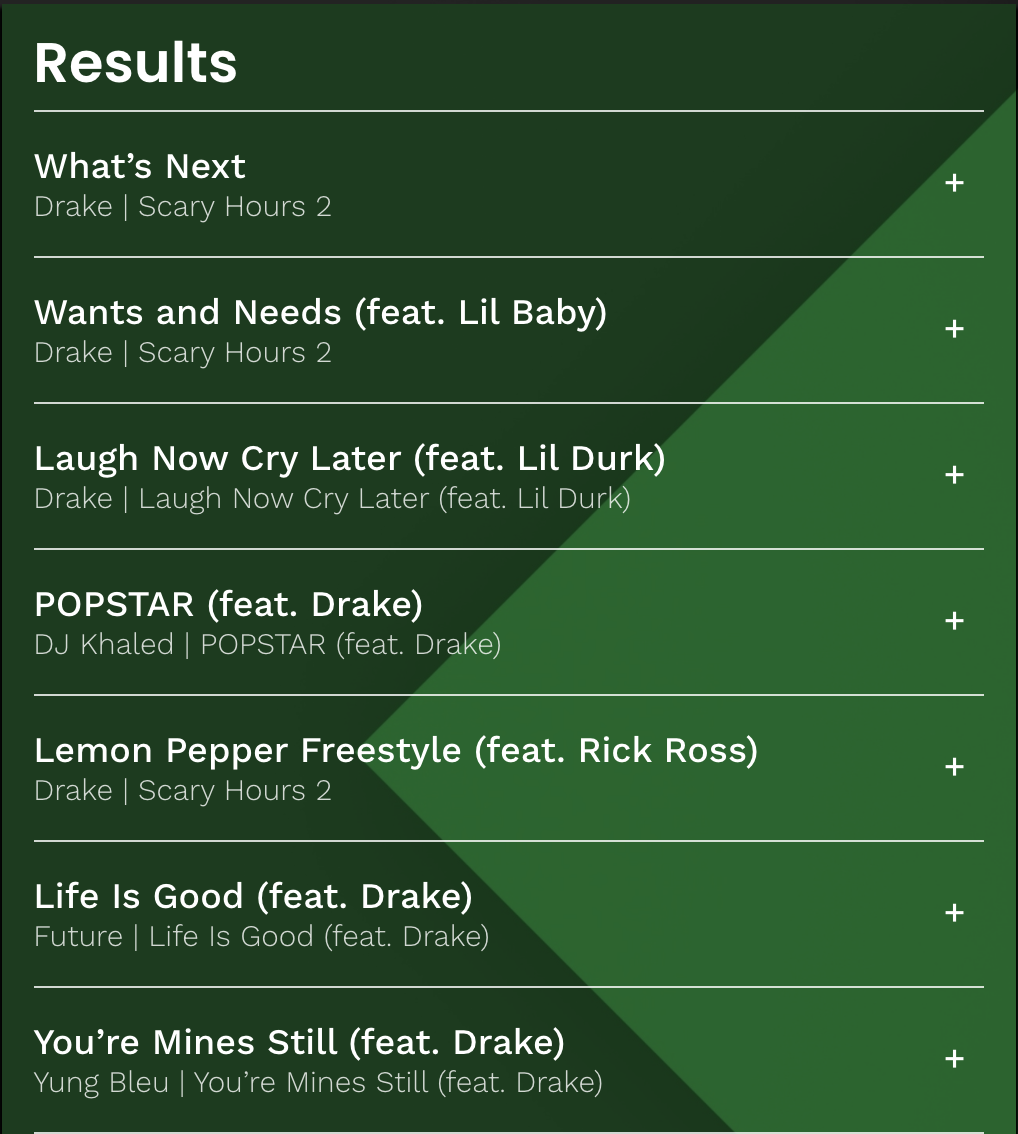 Results
What’s Next
Drake | Scary Hours 2
+
Wants and Needs (feat. Lil Baby)
Drake | Scary Hours 2
+
Laugh Now Cry Later (feat. Lil Durk)
Drake | Laugh Now Cry Later (feat. Lil Durk)
+
POPSTAR (feat. Drake)
DJ Khaled | POPSTAR (feat. Drake)
+
Lemon Pepper Freestyle (feat. Rick Ross)
Drake | Scary Hours 2
+
Life Is Good (feat. Drake)
Future | Life Is Good (feat. Drake)
+
You’re Mines Still (feat. Drake)
Yung Bleu | You’re Mines Still (feat. Drake)
+